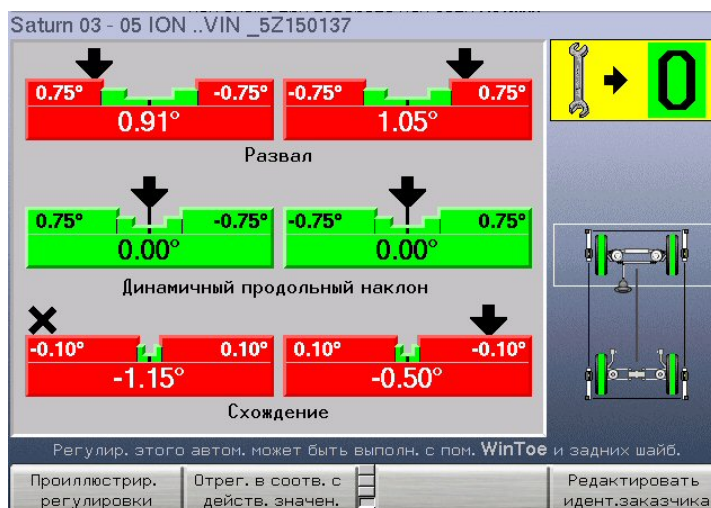 Saturn 03 - 05 ION ..VIN _5Z150137
0.75° -0.75° -0.75° 0.75°
0.91° 1.05°
Развал
0.75° -0.75° -0.75° 0.75°
0.00° 0.00°
Динамичный продольный наклон
-0.10° 0.10° 0.10° -0.10°
-1.15° -0.50°
Схождение
0
Регулир. этого автом. может быть выполн. с пом. WinToe и задних шайб.
Проиллюстрир. регулировки
Отрег. в соотв. с действ. значен.
Редактировать идент.заказчика